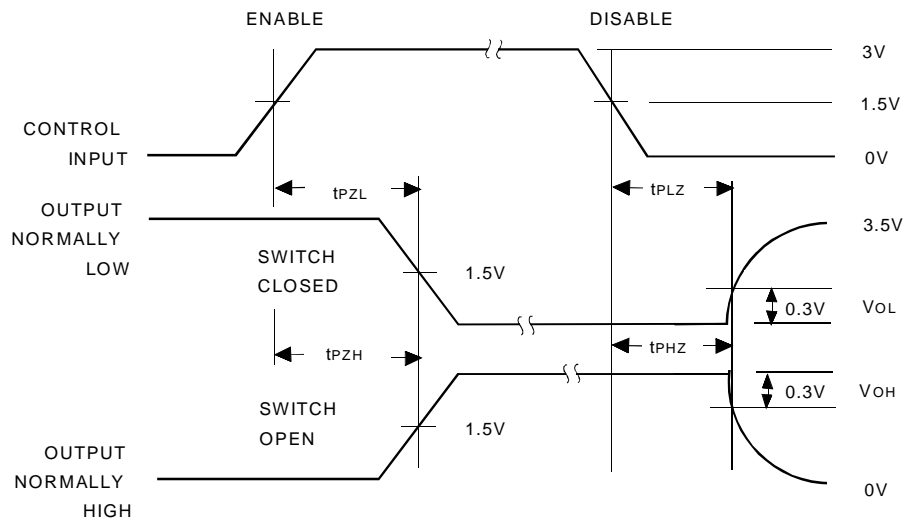 ENABLE
DISABLE
3V
1.5V
CONTROL
INPUT
0V
tPZL
tPLZ
OUTPUT
NORMALLY
LOW
3.5V
SWITCH
CLOSED
1.5V
0.3V
VOL
tPZH
tPHZ
0.3V
VOH
SWITCH
OPEN
1.5V
OUTPUT
NORMALLY
HIGH
0V